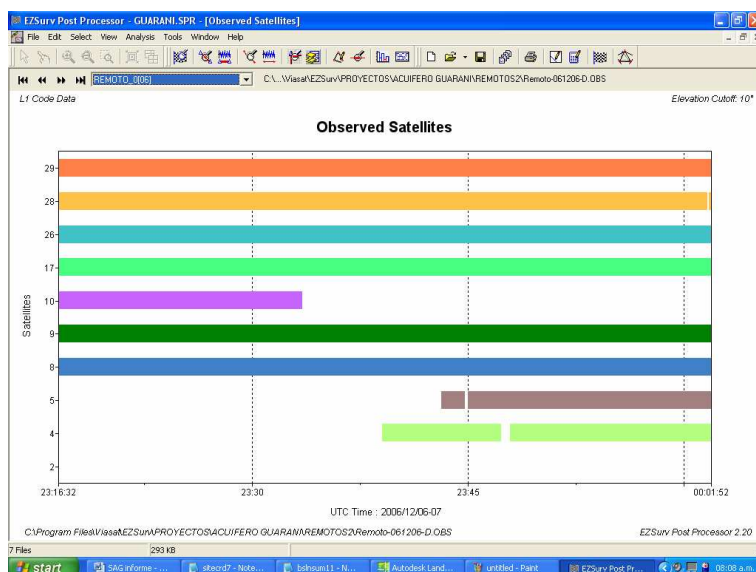 EZSurv Post Processor - GUARANI.SPR - [Observed Satellites]
File Edit Select View Analysis Tools Window Help
REMOTO_0[06] C:\...\Viasat\EZSurv\PROYECTOS\ACUIFERO GUARANI\REMOTOS2\Remoto-061206-D.OBS
L1 Code Data Elevation Cutoff: 10°
Observed Satellites
29
28
26
17
10
9
8
5
4
2
Satellites
23:16:32 23:30 23:45 00:01:52
UTC Time : 2006/12/06-07
C:\Program Files\Viasat\EZSurv\PROYECTOS\ACUIFERO GUARANI\REMOTOS2\Remoto-061206-D.OBS EZSurv Post Processor 2.20
7 Files 293 KB
start SAG informe - ... sitecrd7 - Note... bslnsum11 - N... Autodesk Land... untitled - Paint EZSurv Post Pr... 08:08 a.m.